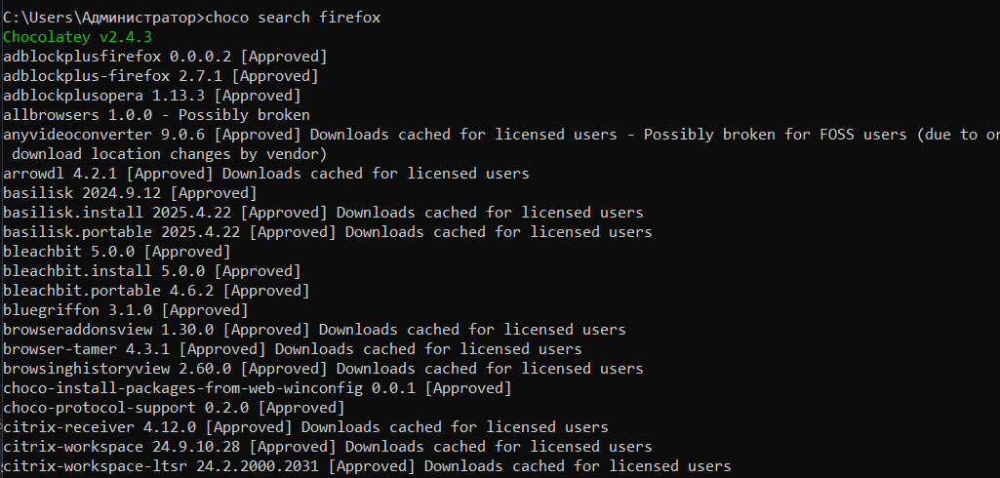 C:\Users\Администратор>choco search firefox
Chocolatey v2.4.3
adblockplusfirefox 0.0.0.2 [Approved]
adblockplus-firefox 2.7.1 [Approved]
adblockplusopera 1.13.3 [Approved]
allbrowsers 1.0.0 - Possibly broken
anyvideoconverter 9.0.6 [Approved] Downloads cached for licensed users - Possibly broken for FOSS users (due to or
download location changes by vendor)
arrowdl 4.2.1 [Approved] Downloads cached for licensed users
basilisk 2024.9.12 [Approved]
basilisk.install 2025.4.22 [Approved] Downloads cached for licensed users
basilisk.portable 2025.4.22 [Approved] Downloads cached for licensed users
bleachbit 5.0.0 [Approved]
bleachbit.install 5.0.0 [Approved]
bleachbit.portable 4.6.2 [Approved]
bluegriffon 3.1.0 [Approved]
browseraddonsview 1.30.0 [Approved] Downloads cached for licensed users
browser-tamer 4.3.1 [Approved] Downloads cached for licensed users
browsinghistoryview 2.60.0 [Approved] Downloads cached for licensed users
choco-install-packages-from-web-winconfig 0.0.1 [Approved]
choco-protocol-support 0.2.0 [Approved]
citrix-receiver 4.12.0 [Approved] Downloads cached for licensed users
citrix-workspace 24.9.10.28 [Approved] Downloads cached for licensed users
citrix-workspace-ltsr 24.2.2000.2031 [Approved] Downloads cached for licensed users